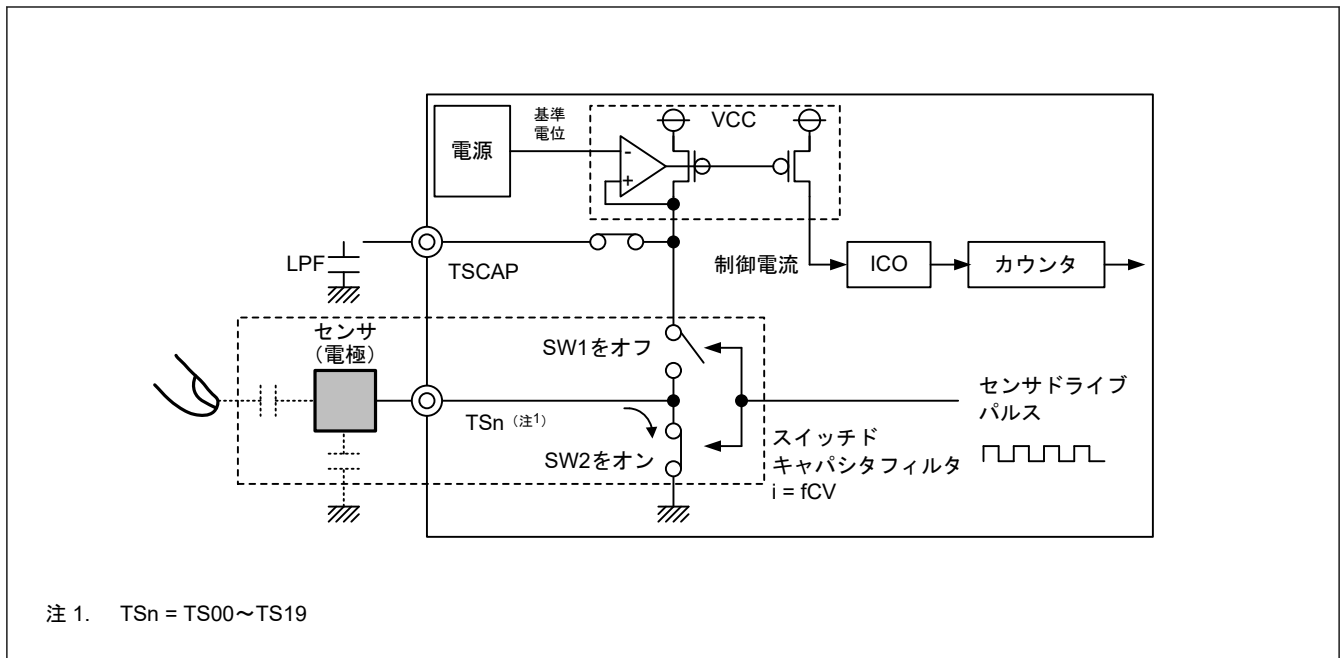 基準
電位
電源
VCC
-
+
LPF
TSCAP
制御電流
ICO
カウンタ
センサ
（電極）
SW1をオフ
TSn（注1）
SW2をオン
センサドライブ
パルス
スイッチド
キャパシタフィルタ
i = fCV
注 1. TSn = TS00～TS19